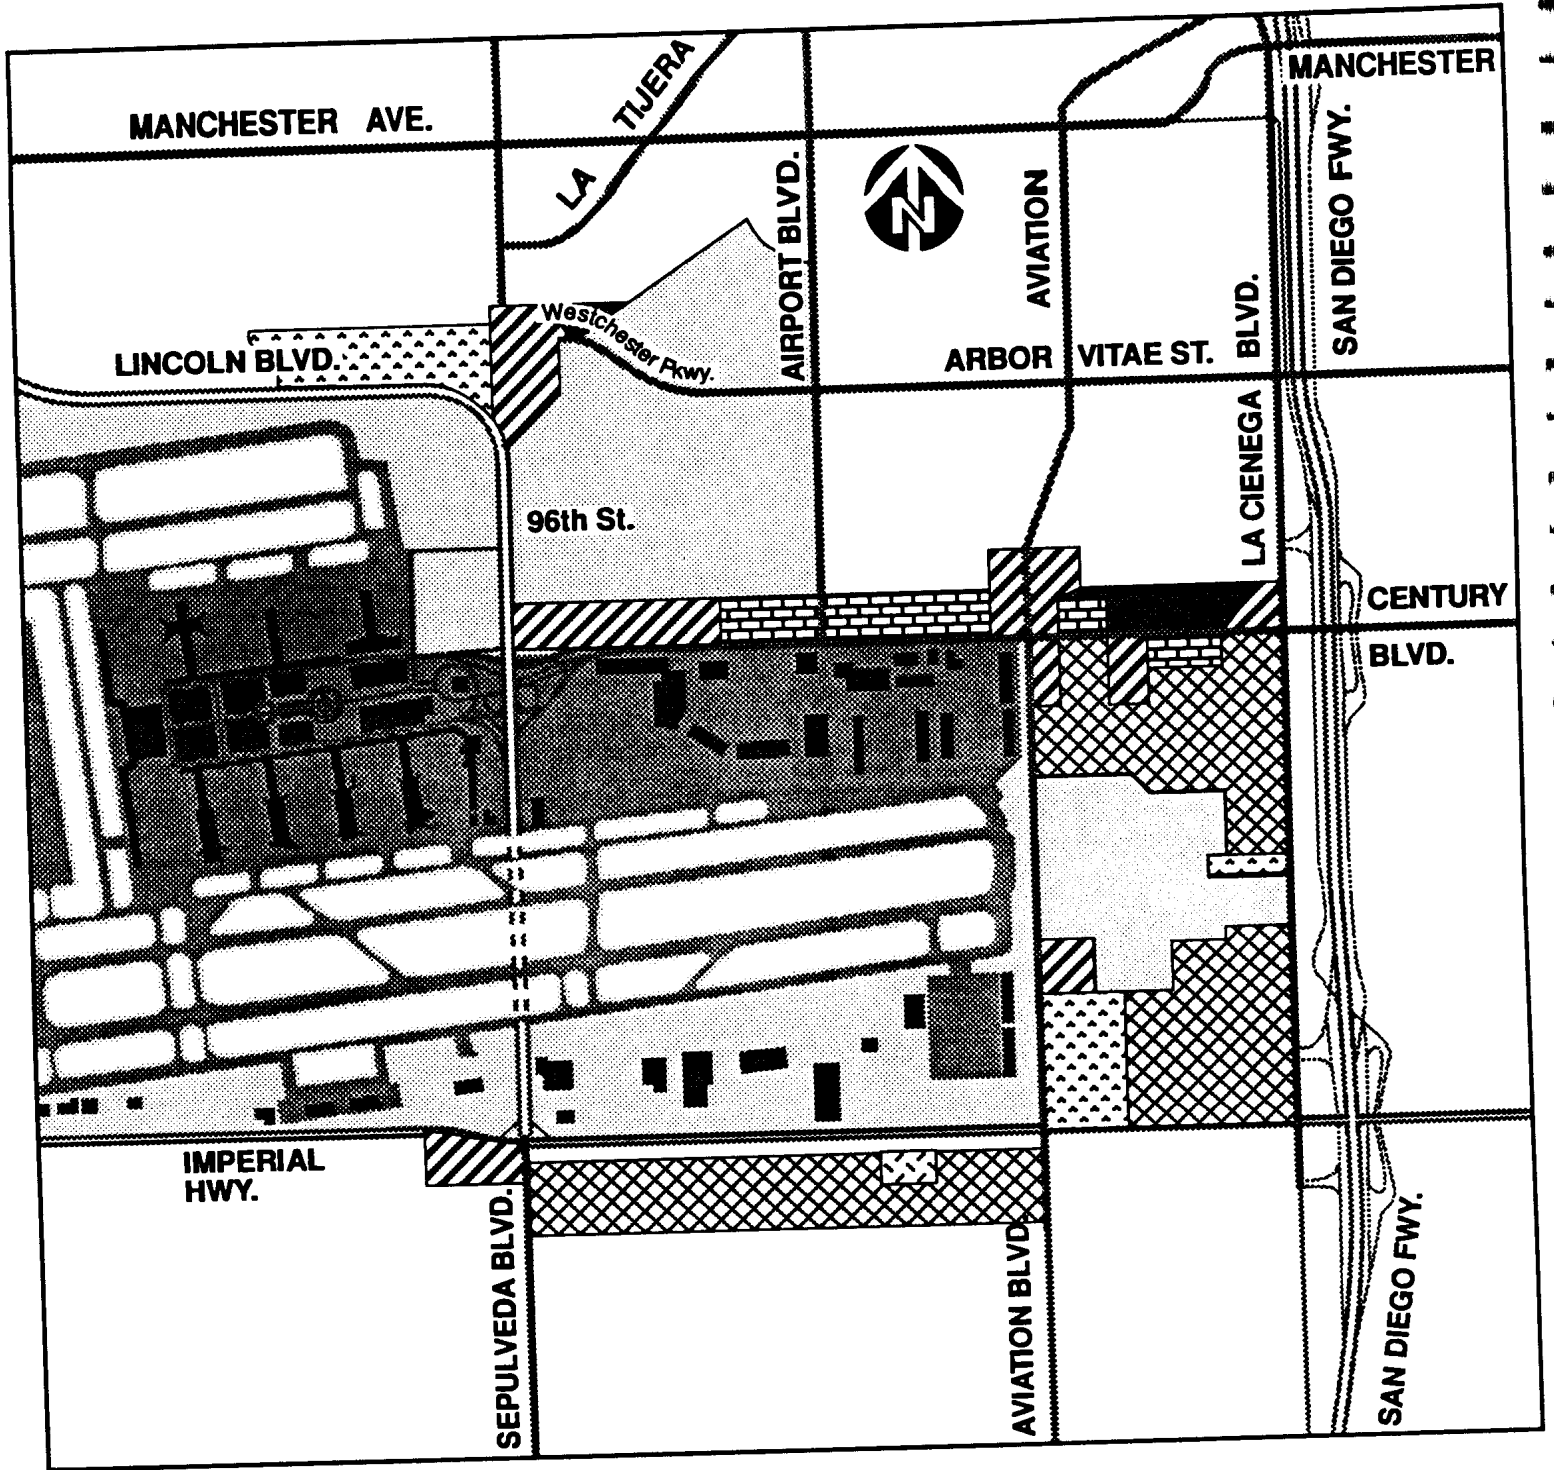 MANCHESTER AVE.
LA TIJERA
MANCHESTER
SAN DIEGO FWY.
AIRPORT BLVD.
N
AVIATION
Westchester Pkwy.
LINCOLN BLVD.
ARBOR VITAE ST.
LA CIENEGA BLVD.
96th St.
CENTURY
BLVD.
IMPERIAL
HWY.
SEPULVEDA BLVD.
AVIATION BLVD.
SAN DIEGO FWY.